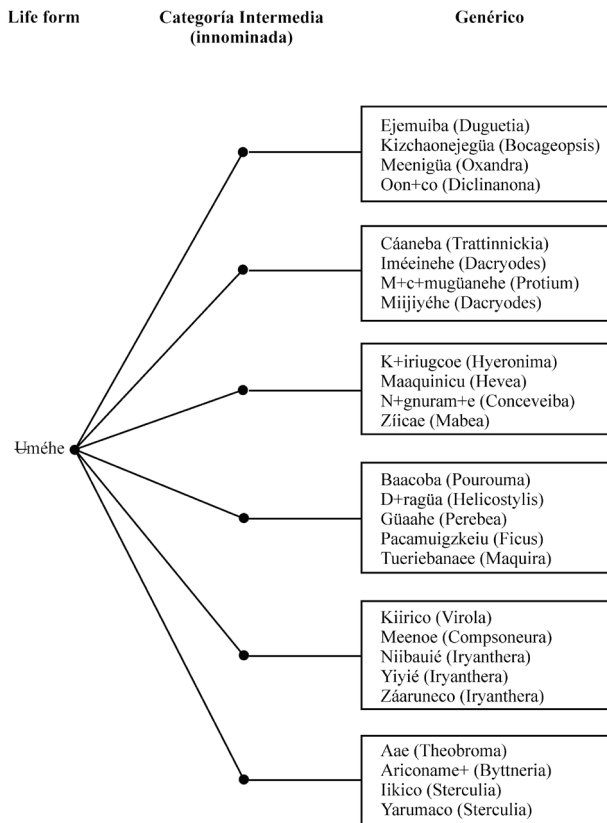 Life form
Categoría Intermedia
(innominada)
Genérico
Ejemuiba (Duguetia)
Kizchaonejegüa (Bocageopsis)
Meenigüa (Oxandra)
Oon+co (Diclinanona)
Cáaneba (Trattinnickia)
Iméeinehe (Dacryodes)
M+c+mugüanehe (Protium)
Miijiyéhe (Dacryodes)
K+iriugcoe (Hyeronima)
Maaquinicu (Hevea)
N+gnuram+e (Conceveiba)
Zíicae (Mabea)
Ʉméhe
Baacoba (Pourouma)
D+ragüa (Helicostylis)
Güaahe (Perebea)
Pacamuigzkeiu (Ficus)
Tueriebanaee (Maquira)
Kiirico (Virola)
Meenoe (Compsoneura)
Niibauié (Iryanthera)
Yiyié (Iryanthera)
Záaruneco (Iryanthera)
Aae (Theobroma)
Ariconame+ (Byttneria)
Iikico (Sterculia)
Yarumaco (Sterculia)